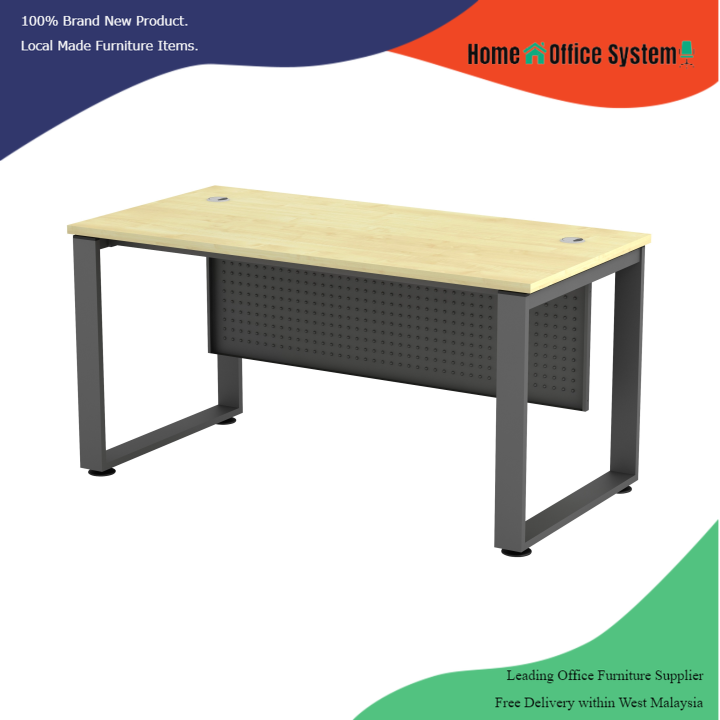 100% Brand New Product.
Local Made Furniture Items.
Home Office System
Leading Office Furniture Supplier
Free Delivery within West Malaysia